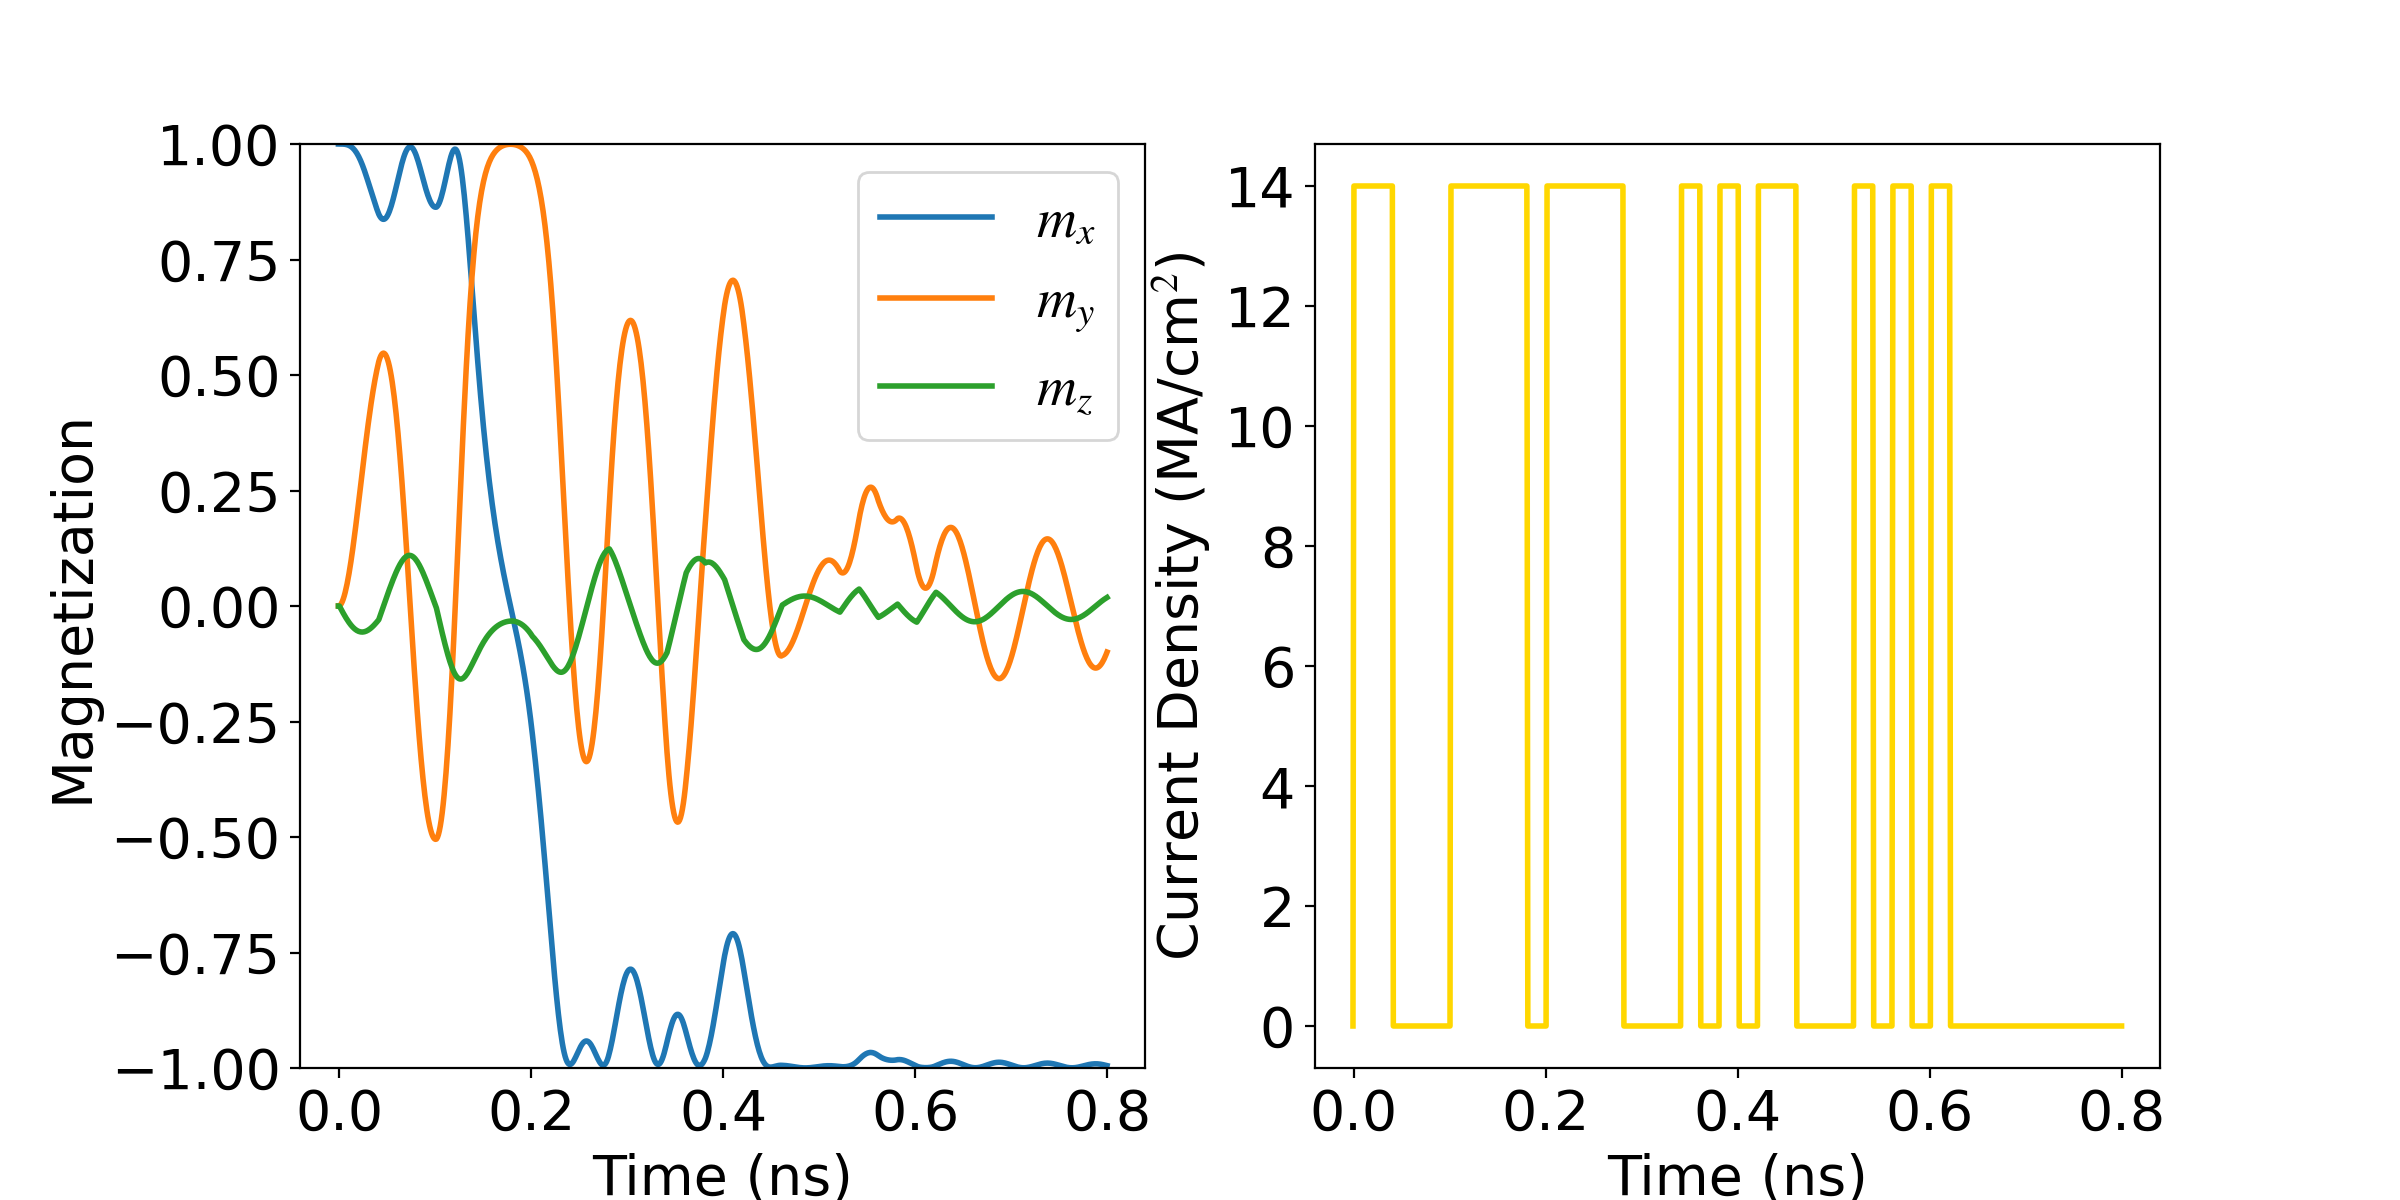 1.00
0.75
0.50
0.25
0.00
−0.25
−0.50
−0.75
−1.00
Magnetization
0.0 0.2 0.4 0.6 0.8
Time (ns)
m_x
m_y
m_z
14
12
10
8
6
4
2
0
Current Density (MA/cm²)
0.0 0.2 0.4 0.6 0.8
Time (ns)